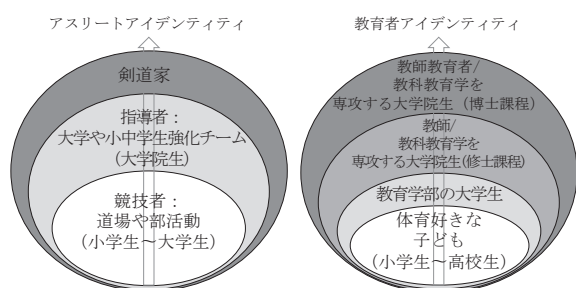 アスリートアイデンティティ
剣道家
指導者：
大学や小中学生強化チーム
(大学院生)
競技者：
道場や部活動
（小学生～大学生）
教育者アイデンティティ
教師教育者/
教科教育学を
専攻する大学院生（博士課程）
教師/
教科教育学を
専攻する大学院生(修士課程)
教育学部の大学生
体育好きな
子ども
（小学生～高校生）